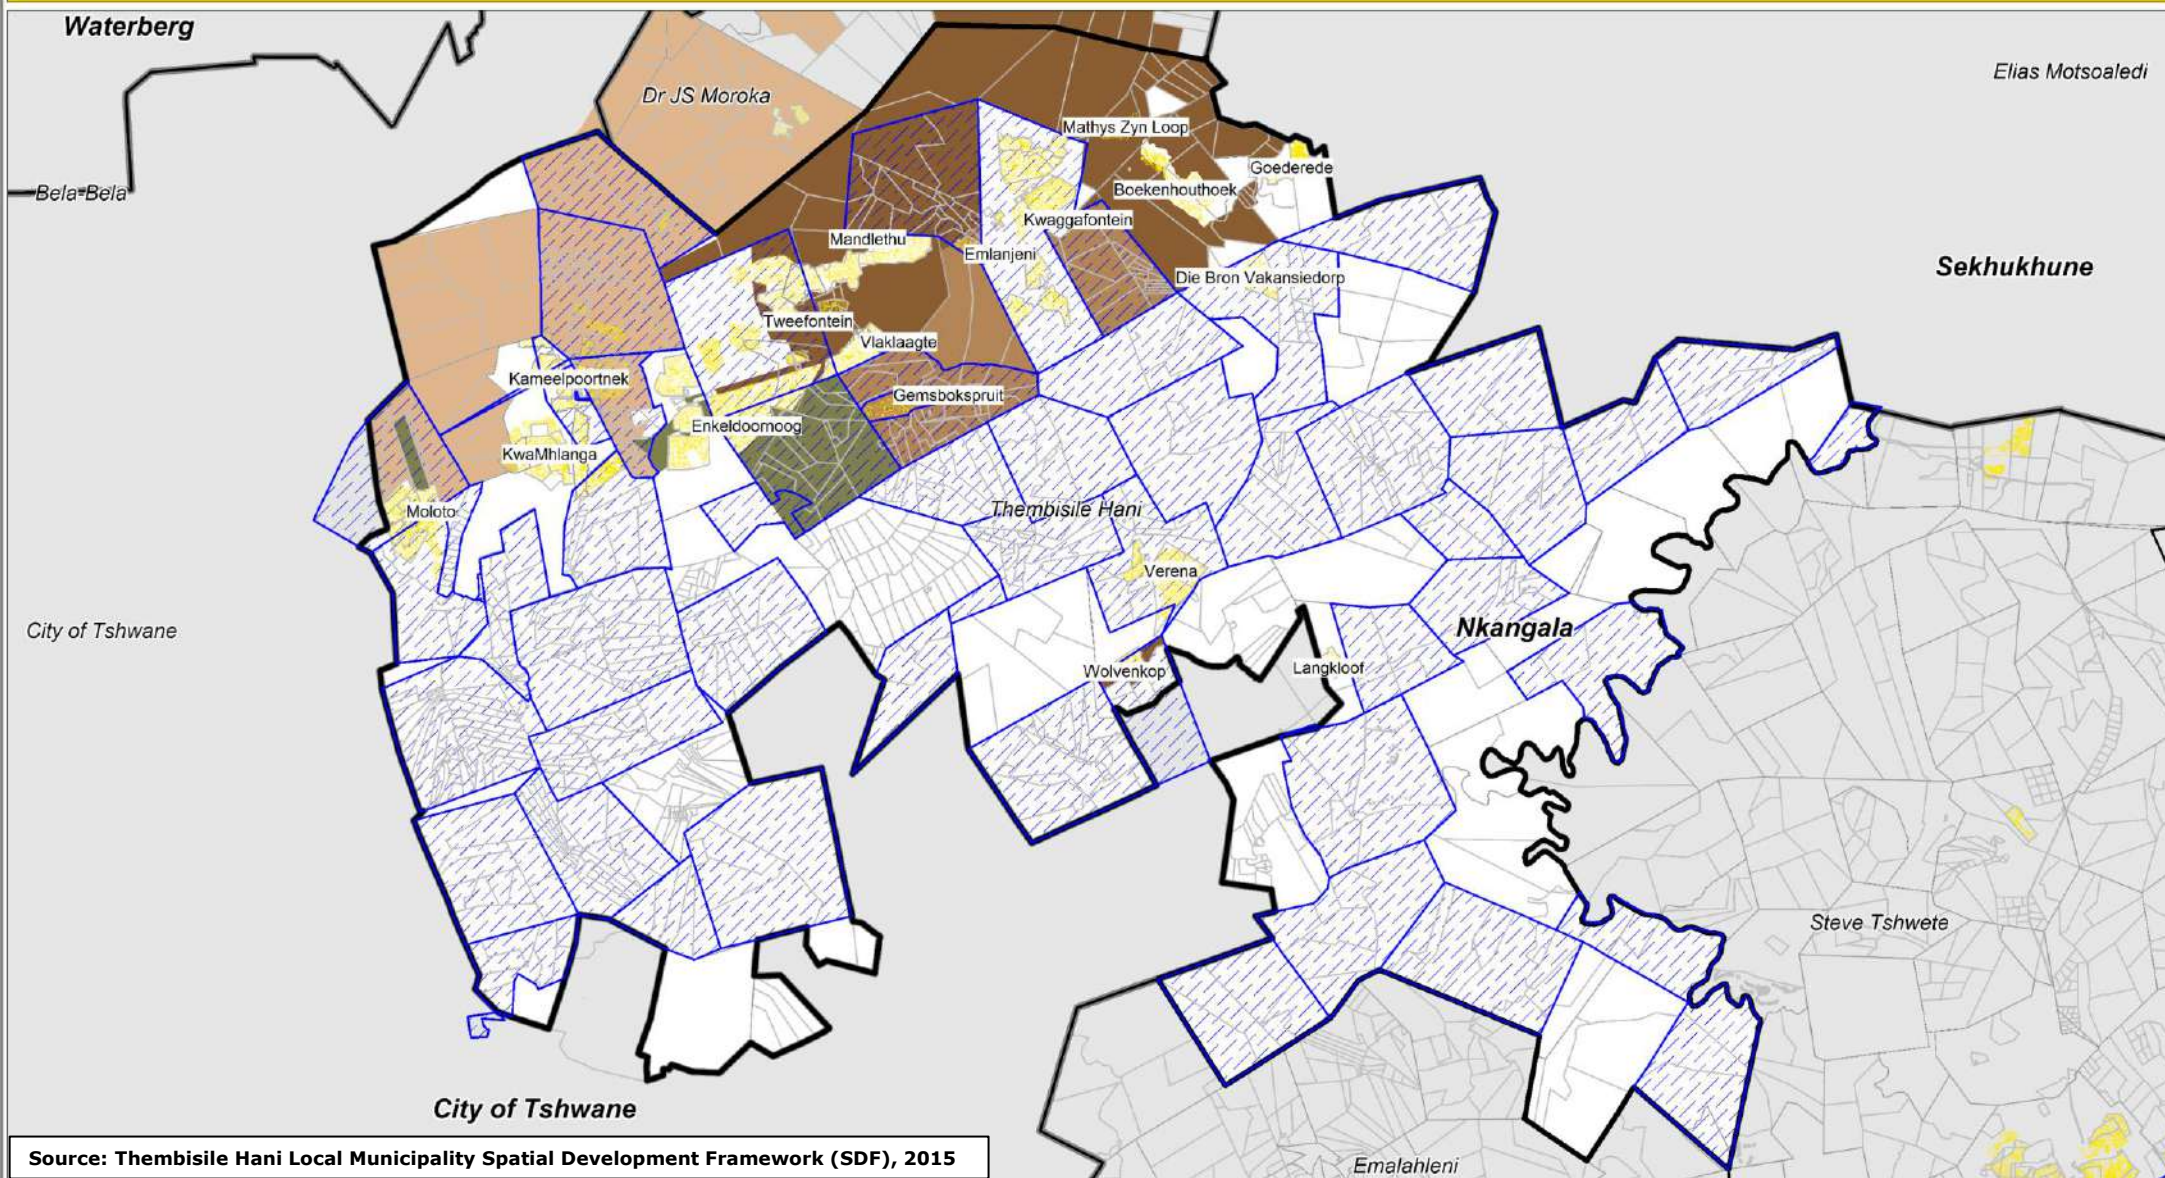 Waterberg
Elias Motsoaledi
Dr JS Moroka
Mathys Zyn Loop
Goederede
Bela-Bela
Boekenhouthoek
Kwaggafontein
Mandlethu
Emlanjeni
Sekhukhune
Die Bron Vakansiedorp
Tweefontein
Vlaklaagte
Kameelpoortnek
Gemsbokspruit
Enkeldoornoog
KwaMhlanga
Moloto
Thembisile Hani
Verena
City of Tshwane
Nkangala
Wolvenkop
Langkloof
Steve Tshwete
City of Tshwane
Source: Thembisile Hani Local Municipality Spatial Development Framework (SDF), 2015
Emalahleni